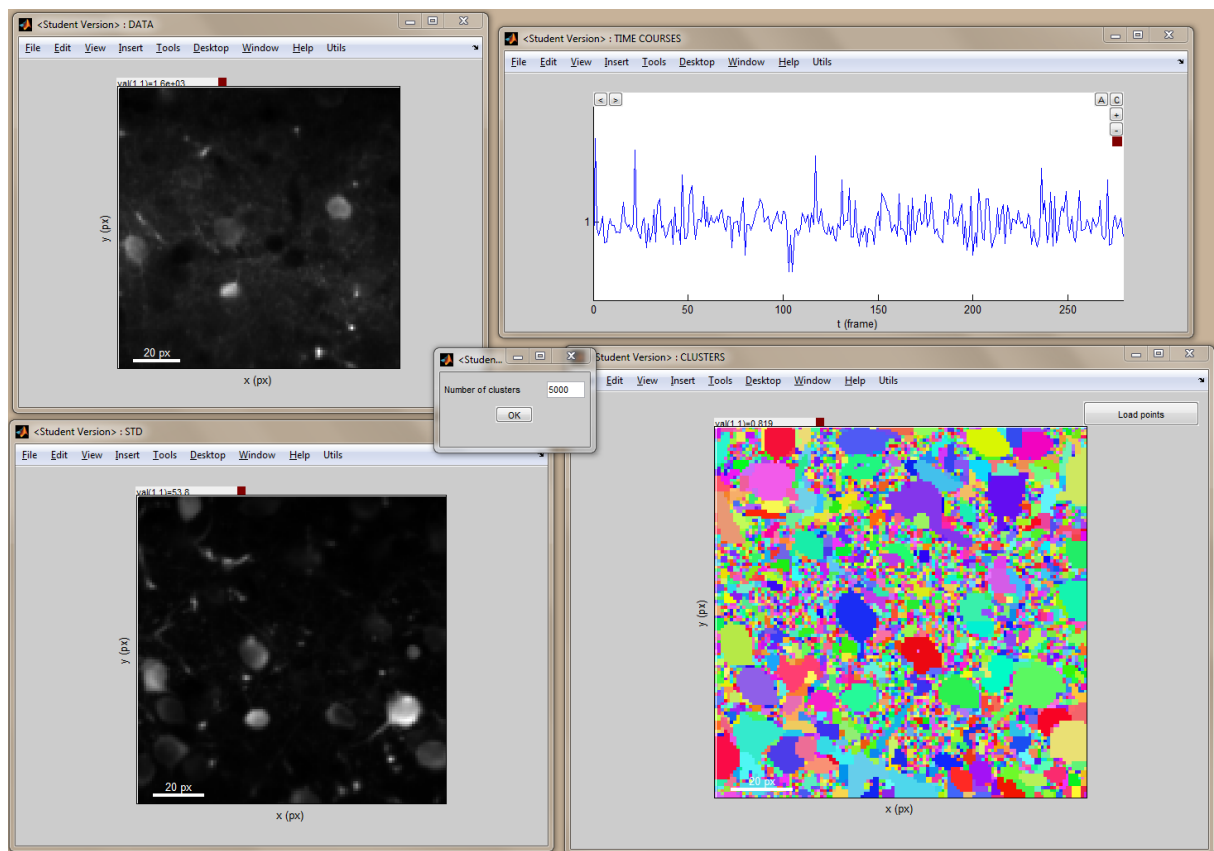 <Student Version> : DATA
File Edit View Insert Tools Desktop Window Help Utils
val(1,1)=1.6e+03
y (px)
20 px
x (px)
<Student Version> : TIME COURSES
File Edit View Insert Tools Desktop Window Help Utils
< > A C
+
-
1
0 50 100 150 200 250
t (frame)
<Studen...
Number of clusters 5000
OK
<Student Version> : STD
File Edit View Insert Tools Desktop Window Help Utils
val(1,1)=53.8
y (px)
20 px
x (px)
Student Version> : CLUSTERS
Edit View Insert Tools Desktop Window Help Utils
Load points
val(1,1)=0.819
y (px)
20 px
x (px)